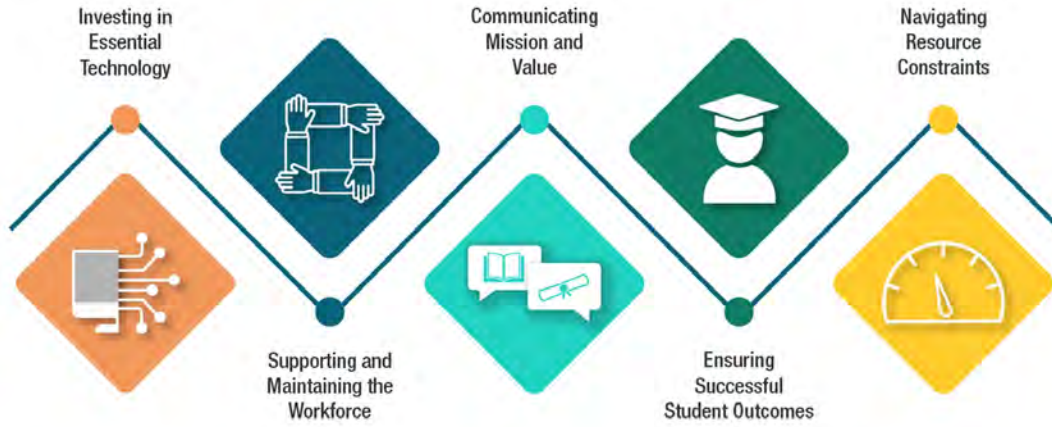 Investing in
Essential
Technology
Supporting and
Maintaining the
Workforce
Communicating
Mission and
Value
Ensuring
Successful
Student Outcomes
Navigating
Resource
Constraints